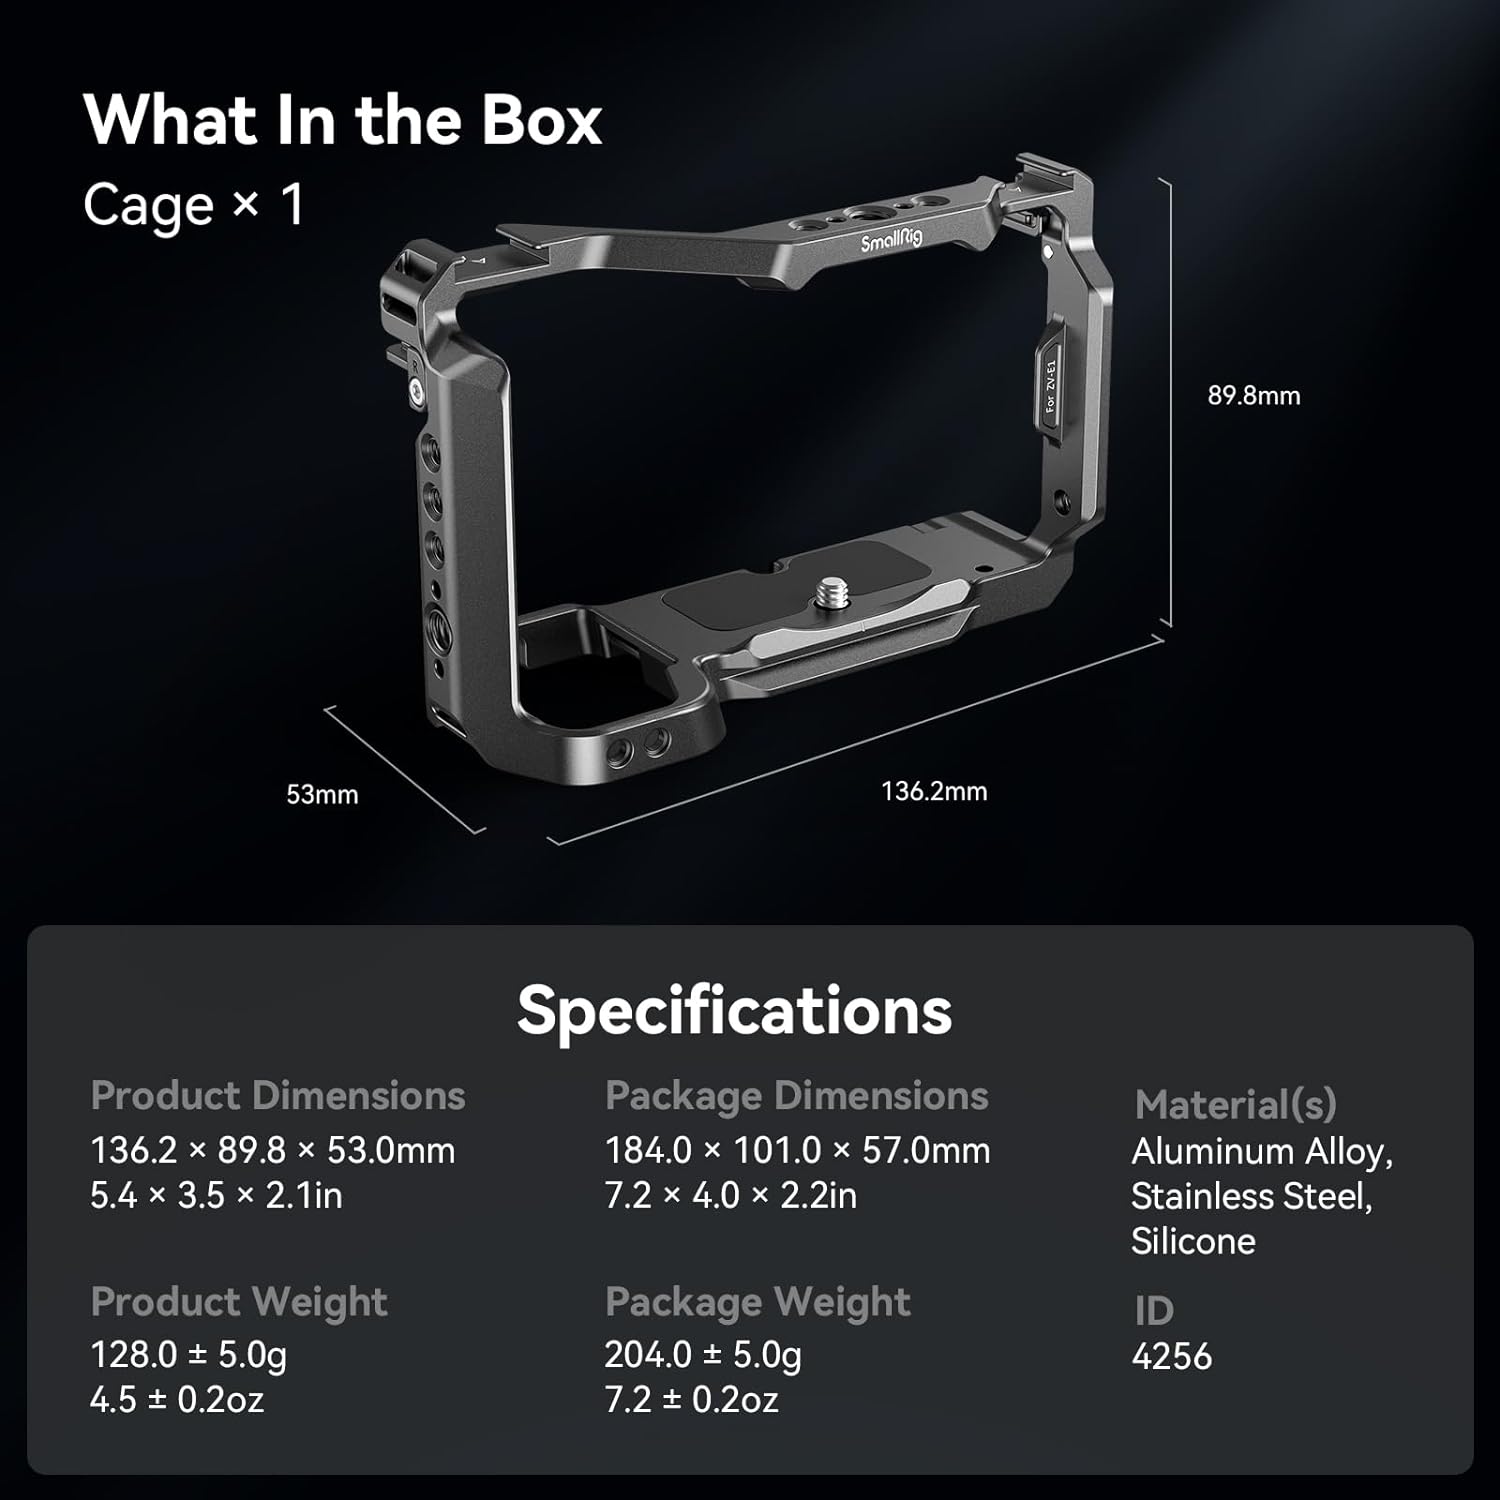 What In the Box
Cage × 1
SmallRig
R
For ZV-E1
89.8mm
53mm
136.2mm
Specifications
Product Dimensions
136.2 × 89.8 × 53.0mm
5.4 × 3.5 × 2.1in
Package Dimensions
184.0 × 101.0 × 57.0mm
7.2 × 4.0 × 2.2in
Material(s)
Aluminum Alloy,
Stainless Steel,
Silicone
Product Weight
128.0 ± 5.0g
4.5 ± 0.2oz
Package Weight
204.0 ± 5.0g
7.2 ± 0.2oz
ID
4256